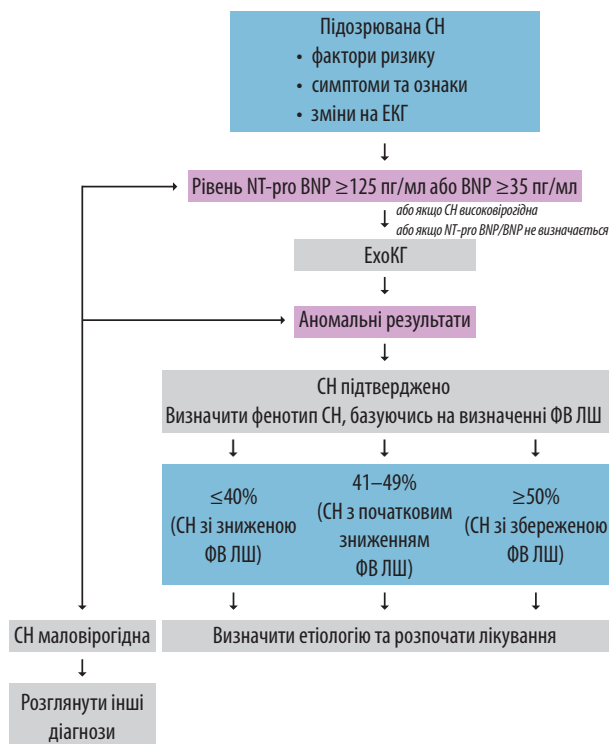 Підозрювана СН
• фактори ризику
• симптоми та ознаки
• зміни на ЕКГ
Рівень NT-pro BNP ≥125 пг/мл або BNP ≥35 пг/мл
або якщо СН високовірогідна
або якщо NT-pro BNP/BNP не визначається
ЕхоКГ
Аномальні результати
СН підтверджено
Визначити фенотип СН, базуючись на визначенні ФВ ЛШ
≤40%
(СН зі зниженою
ФВ ЛШ)
41–49%
(СН з початковим
зниженням
ФВ ЛШ)
≥50%
(СН зі збереженою
ФВ ЛШ)
СН маловірогідна
Визначити етіологію та розпочати лікування
Розглянути інші
діагнози